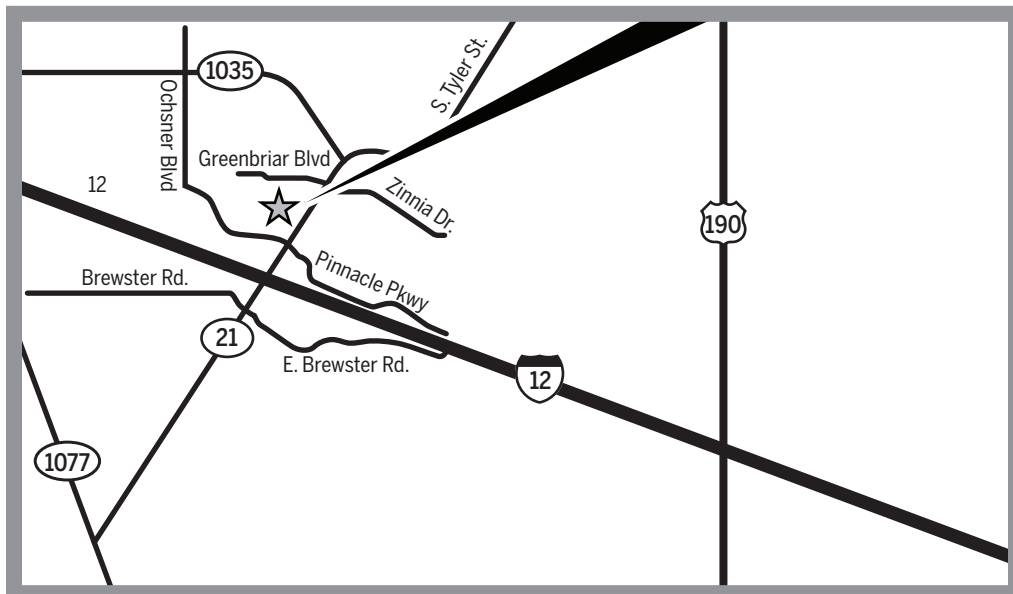 S. Tyler St.
1035
Ochsner Blvd
Greenbriar Blvd
12
Zinnia Dr.
190
Pinnacle Pkwy
Brewster Rd.
21
E. Brewster Rd.
12
1077